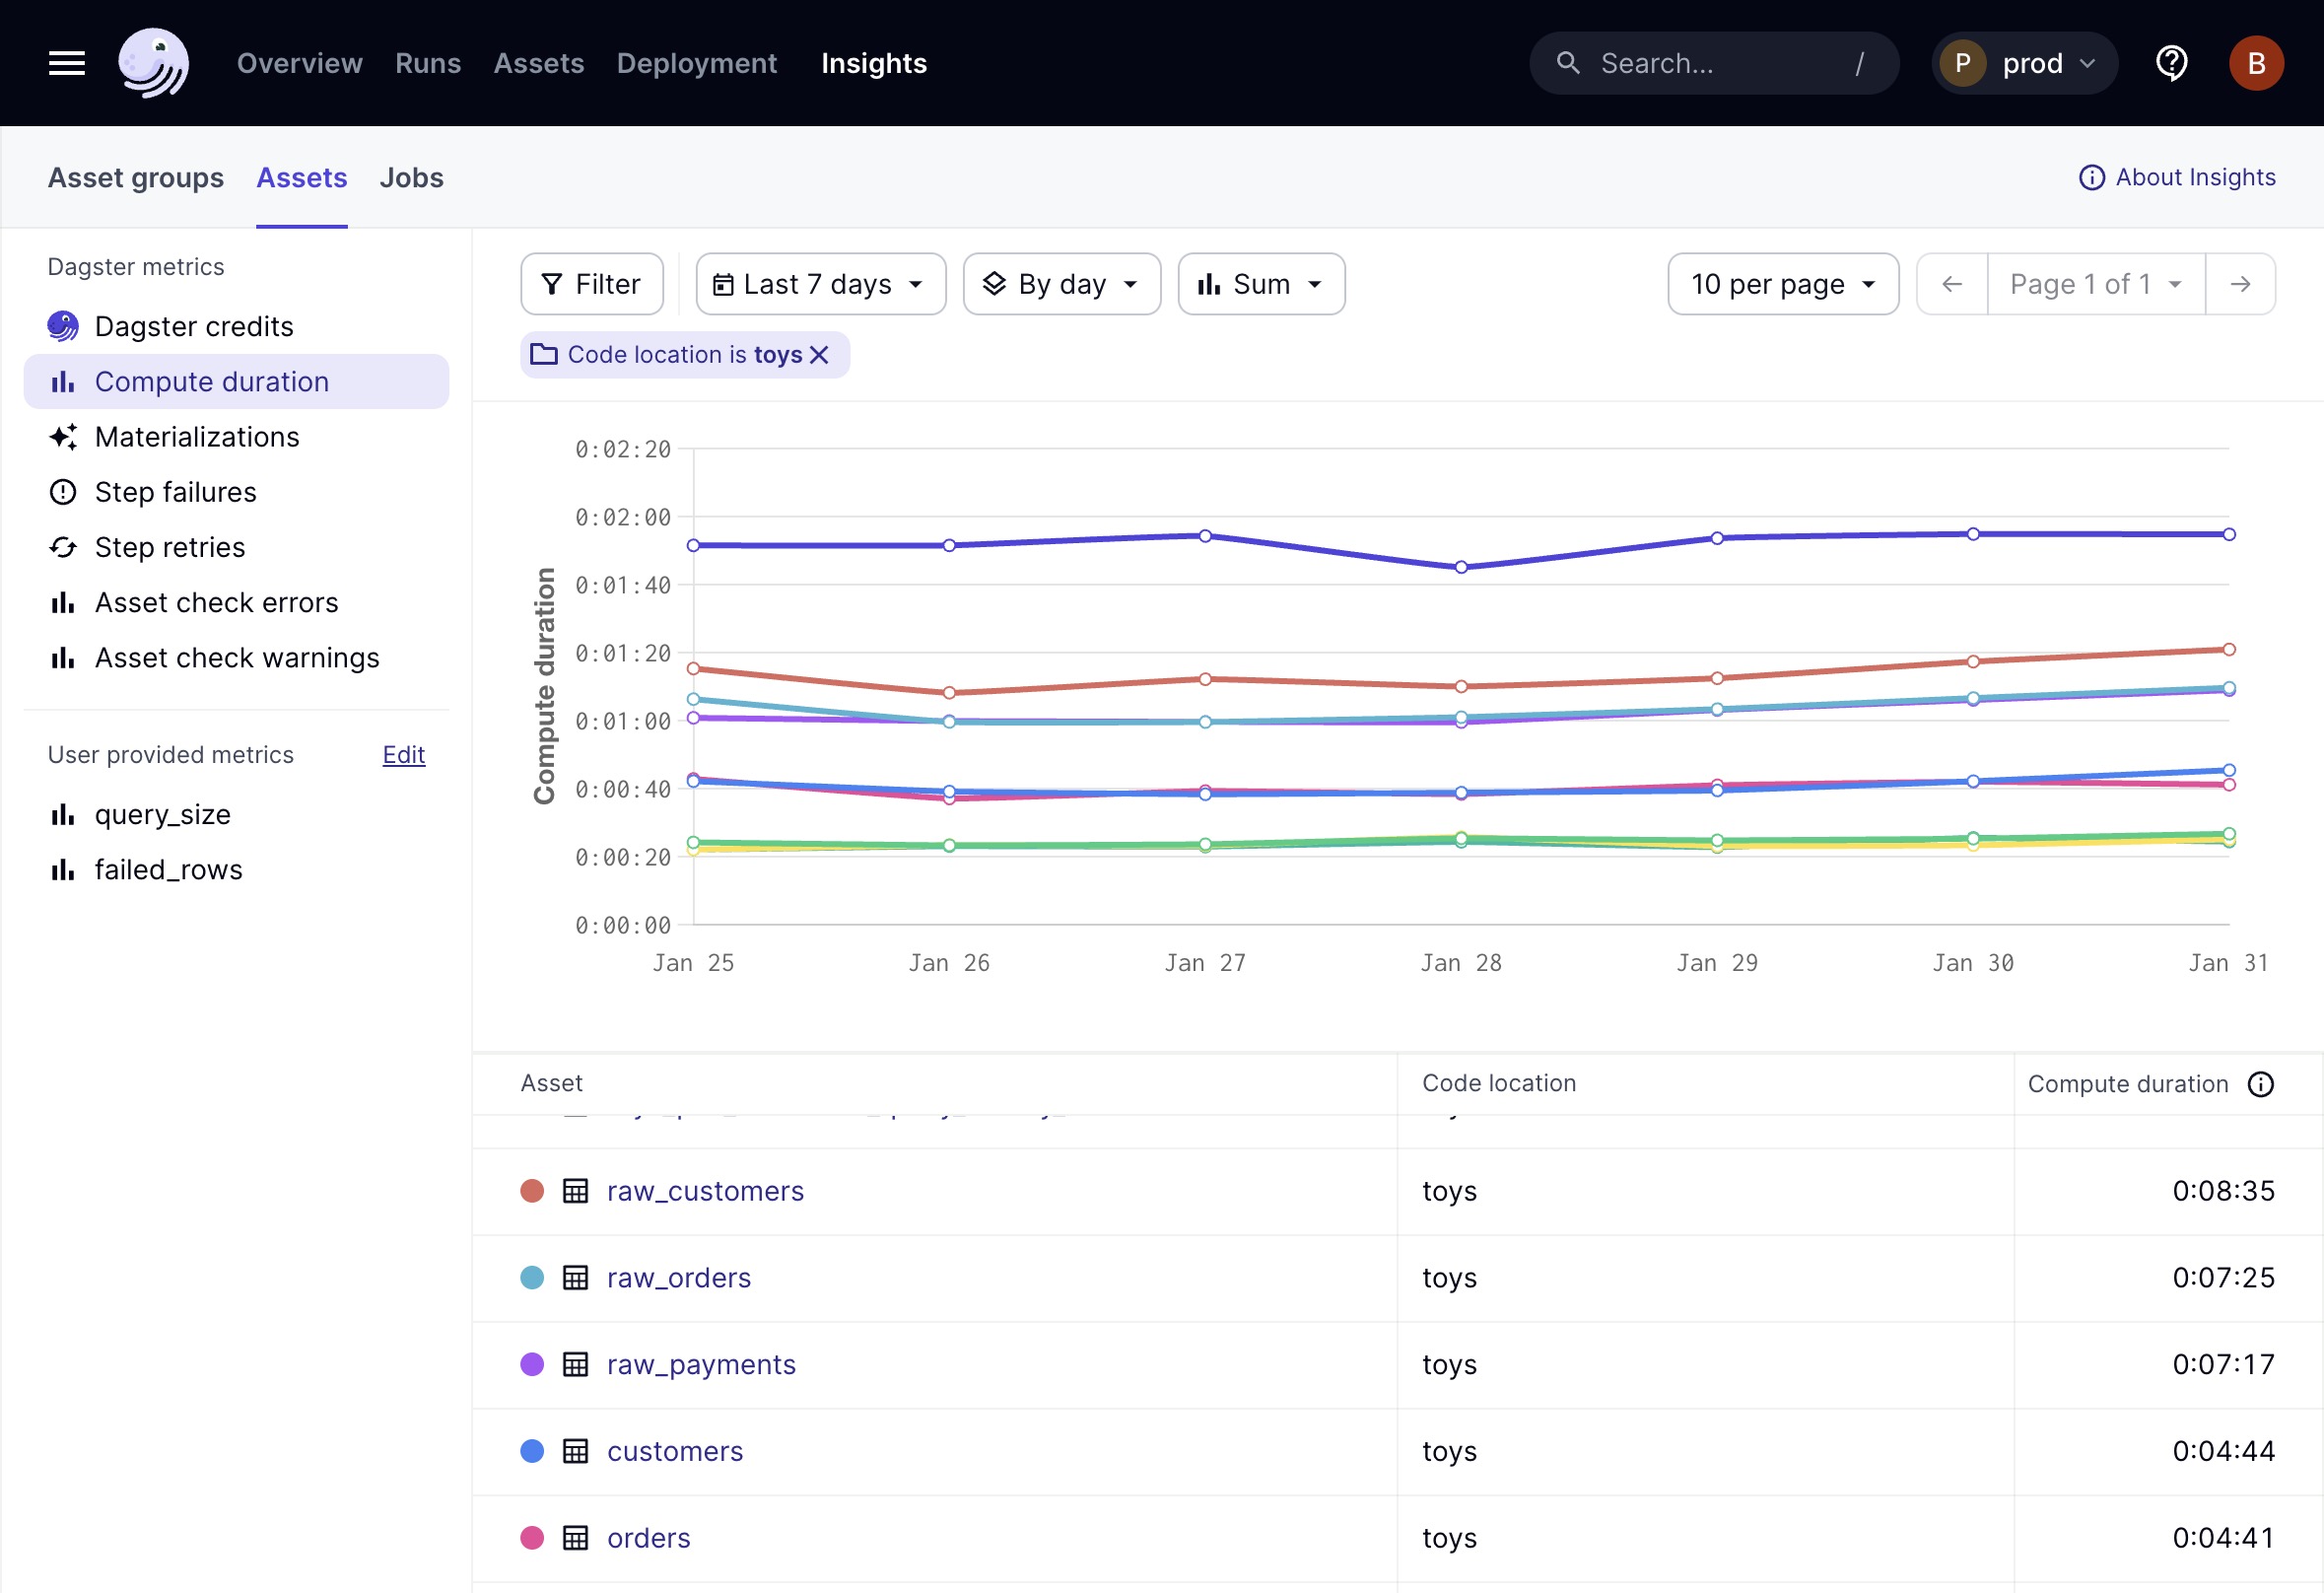 Overview Runs Assets Deployment Insights Search... / P prod B
Asset groups Assets Jobs About Insights
Dagster metrics
Dagster credits
Compute duration
Materializations
Step failures
Step retries
Asset check errors
Asset check warnings
User provided metrics Edit
query_size
failed_rows
Filter Last 7 days By day Sum 10 per page Page 1 of 1
Code location is toys
Compute duration
0:02:20
0:02:00
0:01:40
0:01:20
0:01:00
0:00:40
0:00:20
0:00:00
Jan 25 Jan 26 Jan 27 Jan 28 Jan 29 Jan 30 Jan 31
Asset Code location Compute duration
raw_customers toys 0:08:35
raw_orders toys 0:07:25
raw_payments toys 0:07:17
customers toys 0:04:44
orders toys 0:04:41